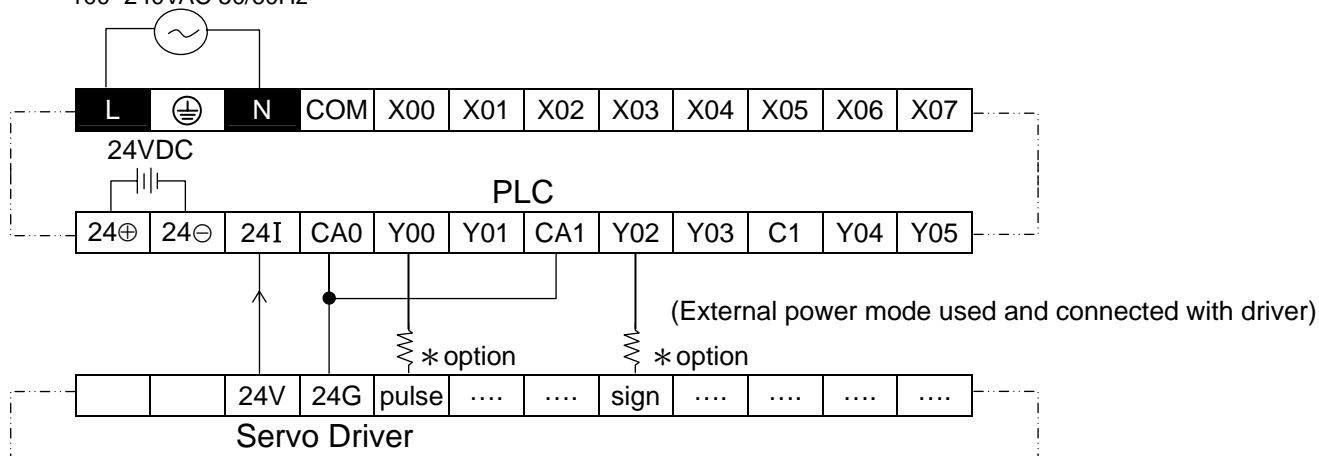 L N COM X00 X01 X02 X03 X04 X05 X06 X07
24VDC
PLC
24⊕ 24⊖ 24I CA0 Y00 Y01 CA1 Y02 Y03 C1 Y04 Y05
(External power mode used and connected with driver)
*option *option
24V 24G pulse .... .... sign .... .... .... ....
Servo Driver